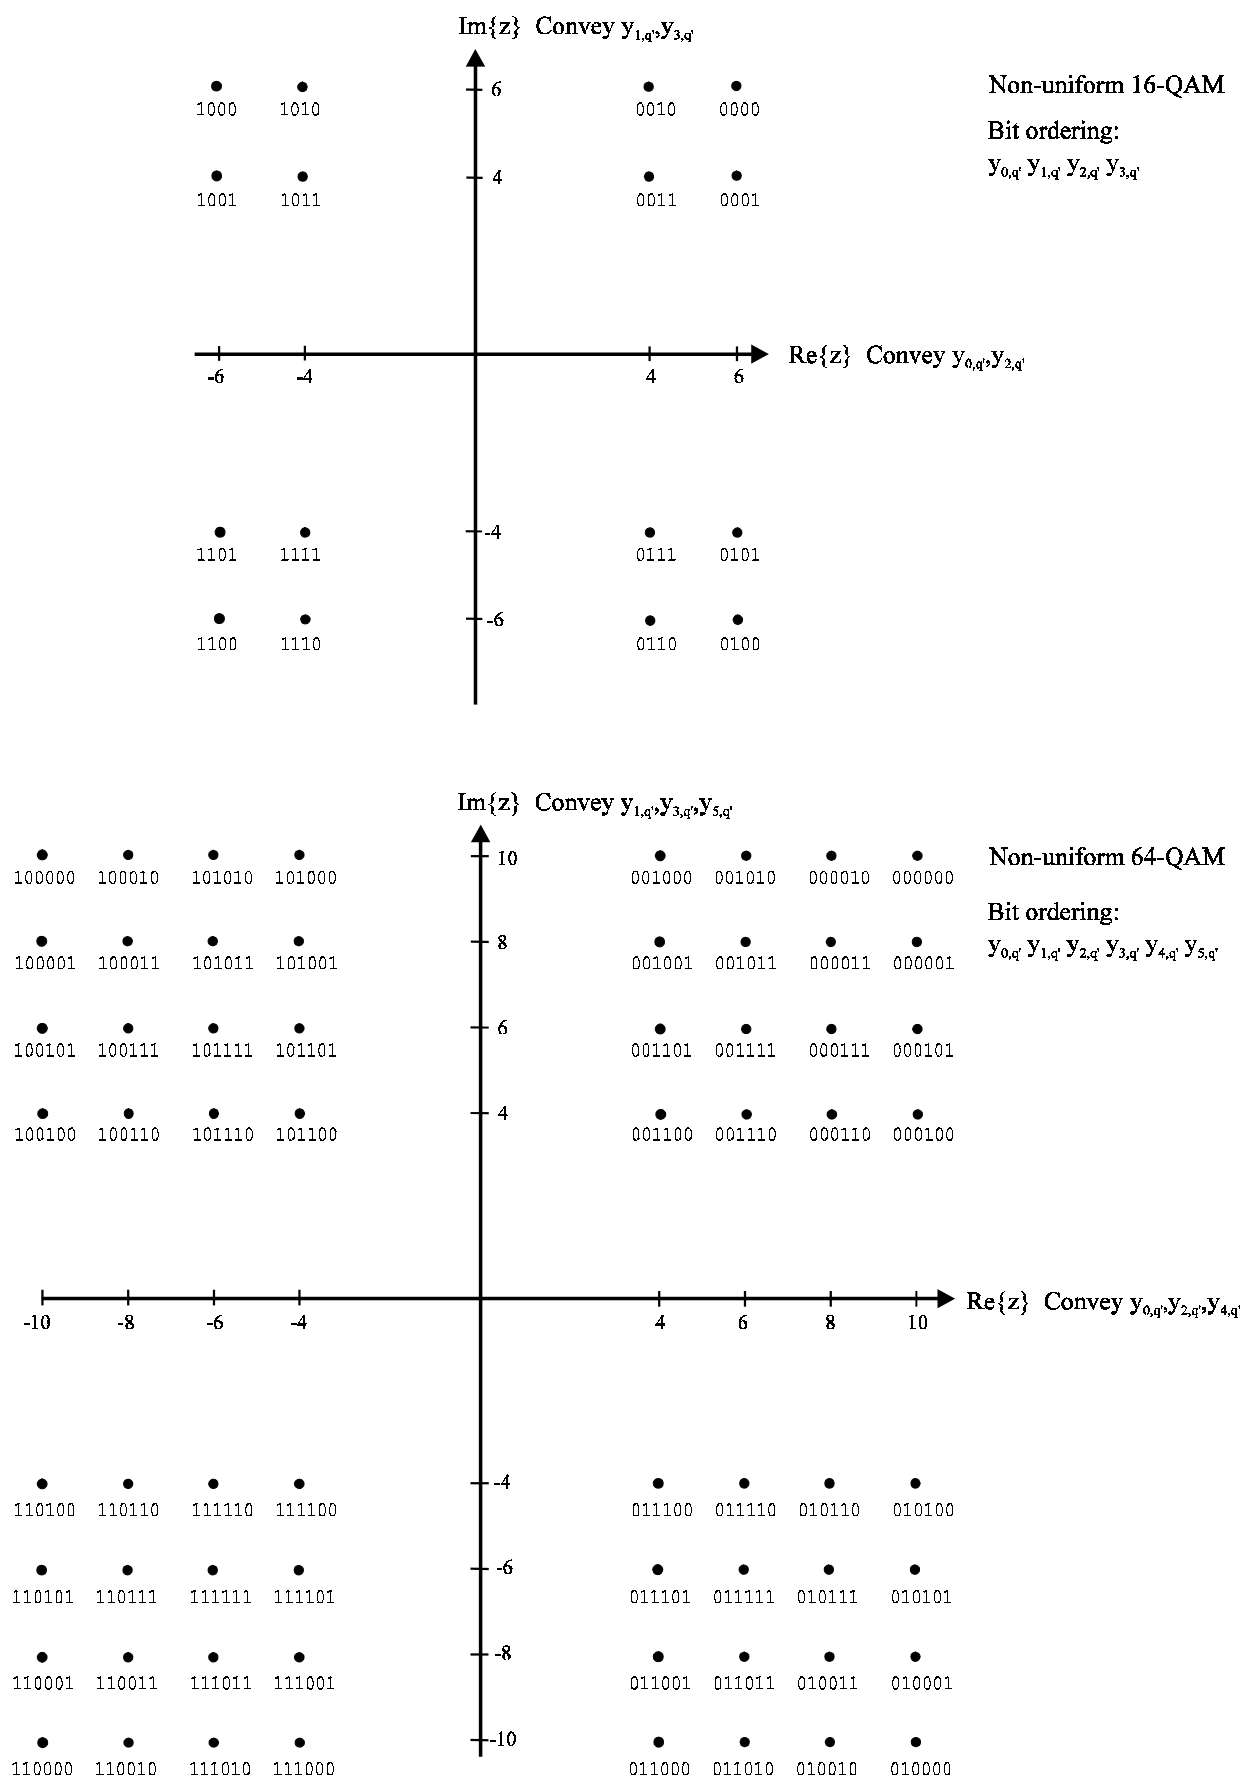 Im{z} Convey y1,q',y3,q'
6
Non-uniform 16-QAM
1000 1010 0010 0000
Bit ordering:
y0,q' y1,q' y2,q' y3,q'
4
1001 1011 0011 0001
Re{z} Convey y0,q',y2,q'
-6 -4 4 6
-4
1101 1111 0111 0101
-6
1100 1110 0110 0100
Im{z} Convey y1,q',y3,q',y5,q'
10
Non-uniform 64-QAM
100000 100010 101010 101000 001000 001010 000010 000000
Bit ordering:
y0,q' y1,q' y2,q' y3,q' y4,q' y5,q'
8
100001 100011 101011 101001 001001 001011 000011 000001
6
100101 100111 101111 101101 001101 001111 000111 000101
4
100100 100110 101110 101100 001100 001110 000110 000100
Re{z} Convey y0,q',y2,q',y4,q'
-10 -8 -6 -4 4 6 8 10
-4
110100 110110 111110 111100 011100 011110 010110 010100
-6
110101 110111 111111 111101 011101 011111 010111 010101
-8
110001 110011 111011 111001 011001 011011 010011 010001
-10
110000 110010 111010 111000 011000 011010 010010 010000